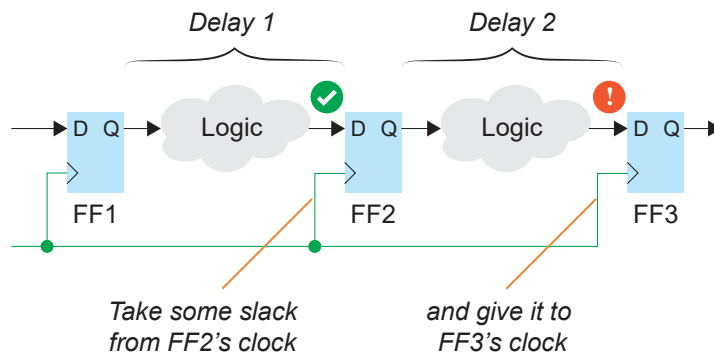 Delay 1
Delay 2
D Q
Logic
D Q
Logic
!
D Q
FF1
FF2
FF3
Take some slack
from FF2's clock
and give it to
FF3's clock